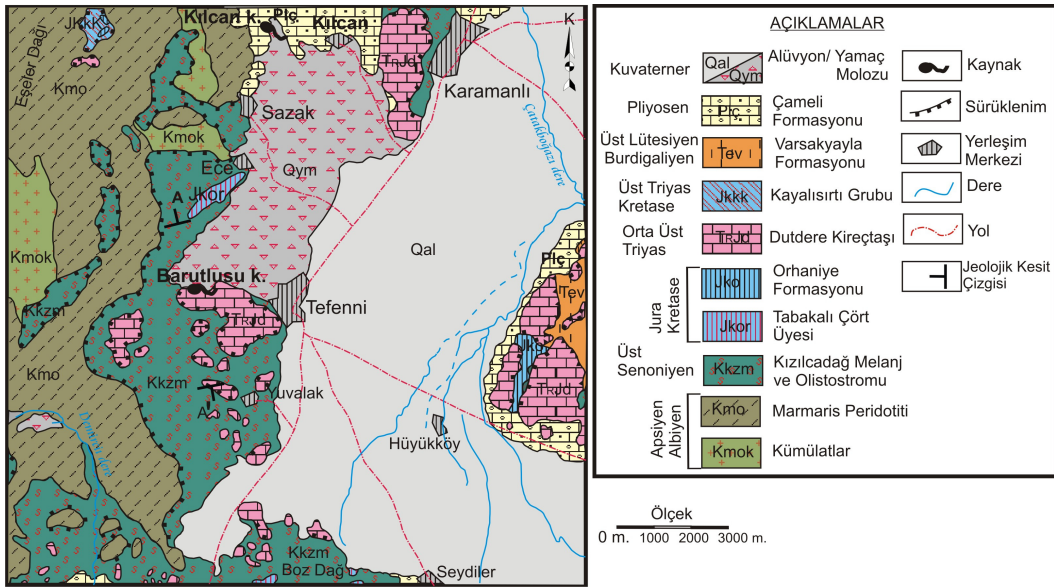 Kılcan k.
Plç.
Kılcan
K
JKkK
TRJd
Eşeler Dağı
Kmo
Karamanlı
Sazak
Çatakboğazı dere
Kmok
Ece
Qym
Jkor
A
Qal
Kmok
Barutlusu k.
Plç
Tev
Kkzm
Tefenni
TRJd
Jko
Kmo
Kkzm
TRJd
Yuvalak
A
Hüyükköy
Kkzm
Boz Dağ
Seydiler
AÇIKLAMALAR
Kuvaterner
Qal
Qym
Alüvyon/ Yamaç
Molozu
Kaynak
Pliyosen
Plç.
Çameli
Formasyonu
Sürüklenim
Üst Lütesiyen
Burdigaliyen
Tev
Varsakyayla
Formasyonu
Yerleşim
Merkezi
Üst Triyas
Kretase
Jkkk
Kayalısırtı Grubu
Dere
Orta Üst
Triyas
TRJd
Dutdere Kireçtaşı
Yol
Jura
Kretase
Jko
Orhaniye
Formasyonu
Jeolojik Kesit
Çizgisi
Jkor
Tabakalı Çört
Üyesi
Üst
Senoniyen
Kkzm
Kızılcadağ Melanj
ve Olistostromu
Apsiyen
Albiyen
Kmo
Marmaris Peridotiti
Kmok
Kümülatlar
Ölçek
0 m. 1000 2000 3000 m.